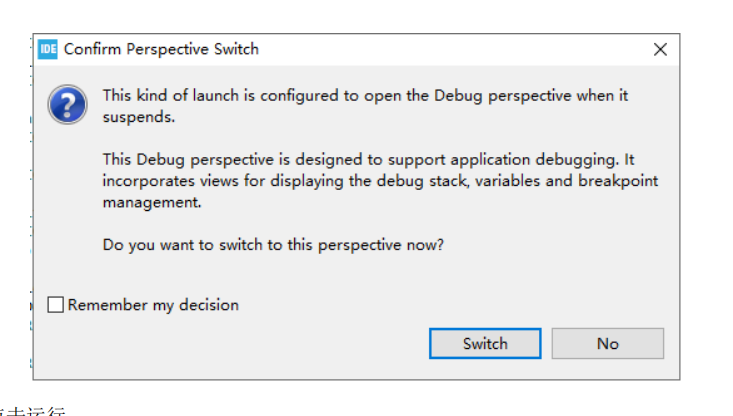 IDE Confirm Perspective Switch
This kind of launch is configured to open the Debug perspective when it
suspends.
This Debug perspective is designed to support application debugging. It
incorporates views for displaying the debug stack, variables and breakpoint
management.
Do you want to switch to this perspective now?
Remember my decision
Switch No